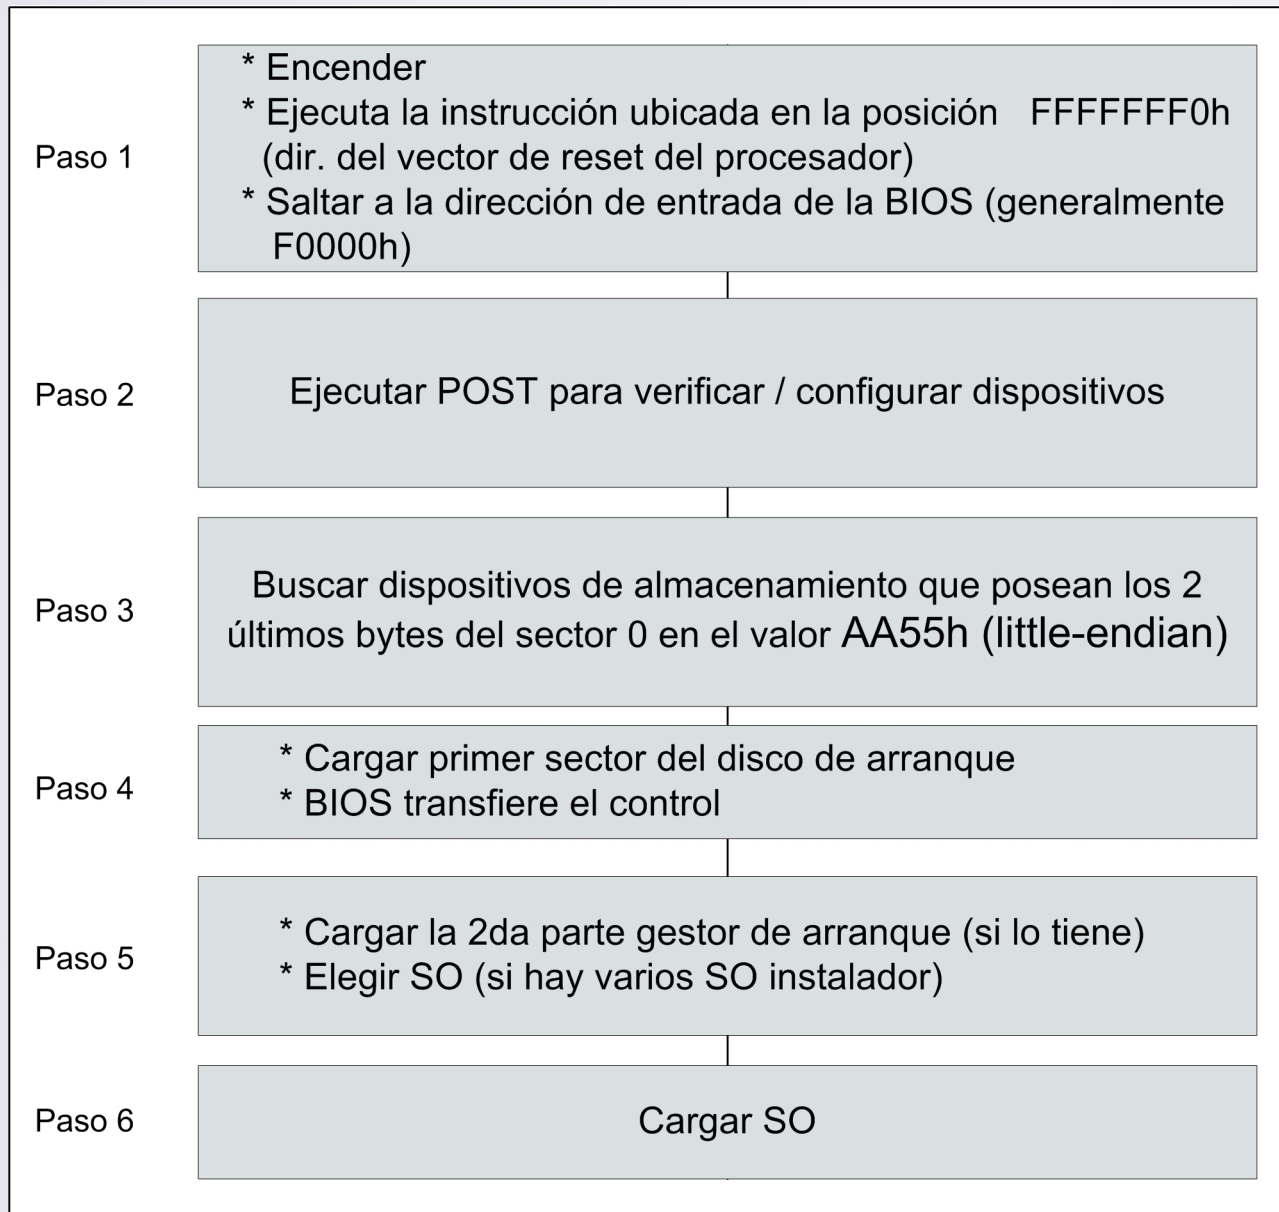 * Encender
* Ejecuta la instrucción ubicada en la posición FFFFFFF0h
(dir. del vector de reset del procesador)
* Saltar a la dirección de entrada de la BIOS (generalmente
F0000h)
Paso 1
Paso 2
Ejecutar POST para verificar / configurar dispositivos
Buscar dispositivos de almacenamiento que posean los 2
últimos bytes del sector 0 en el valor AA55h (little-endian)
Paso 3
* Cargar primer sector del disco de arranque
* BIOS transfiere el control
Paso 4
* Cargar la 2da parte gestor de arranque (si lo tiene)
* Elegir SO (si hay varios SO instalador)
Paso 5
Paso 6
Cargar SO